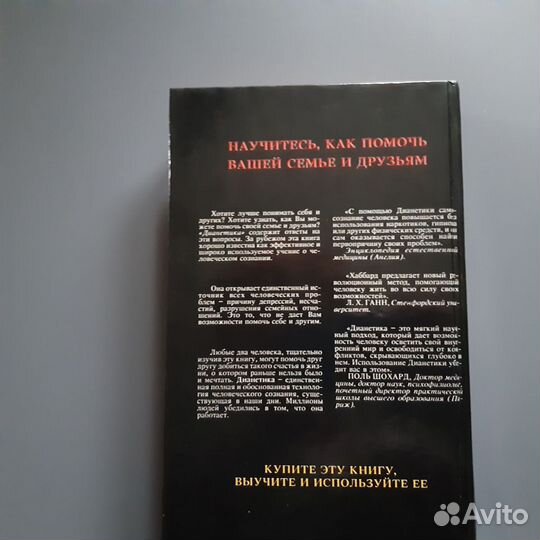 НАУЧИТЕСЬ, КАК ПОМОЧЬ
ВАШЕЙ СЕМЬЕ И ДРУЗЬЯМ
Хотите лучше понимать себя и
других? Хотите узнать, как Вы мо-
жете помочь своей семье и друзьям?
«Дианетика» содержит ответы на
эти вопросы. За рубежом эта книга
хорошо известна как эффективное и
широко используемое учение о че-
ловеческом сознании.
Она открывает единственный ис-
точник всех человеческих про-
блем – причину депрессий, несча-
стий, разрушения семейных отно-
шений. Это то, что не дает Вам
возможности помочь себе и другим.
Любые два человека, тщательно
изучив эту книгу, могут помочь друг
другу добиться такого счастья в жиз-
ни, о котором раньше нельзя было
и мечтать. Дианетика – единствен-
ная полная и обоснованная техноло-
гия человеческого сознания, суще-
ствующая в наши дни. Миллионы
людей убедились в том, что она
работает.
«С помощью Дианетики само-
сознание человека повышается без
использования наркотиков, гипноза
или других физических средств, и он
сам оказывается способен найти
первопричину своих проблем».
Энциклопедия естественной
медицины (Англия).
«Хаббард предлагает новый ре-
волюционный метод, помогающий
человеку жить во всю силу своих
возможностей».
Л. Х. ГАНН, Стенфордский уни-
верситет.
«Дианетика – это мягкий науч-
ный подход, который дает возмож-
ность человеку осветить свой внут-
ренний мир и освободиться от кон-
фликтов, скрывающихся глубоко в
нем. Использование Дианетики убе-
дит вас в этом».
ПОЛЬ ШОХАРД, Доктор меди-
цины, доктор наук, психофизиолог,
почетный директор практической
школы высшего образования (Па-
риж).
КУПИТЕ ЭТУ КНИГУ,
ВЫУЧИТЕ И ИСПОЛЬЗУЙТЕ ЕЕ
Avito